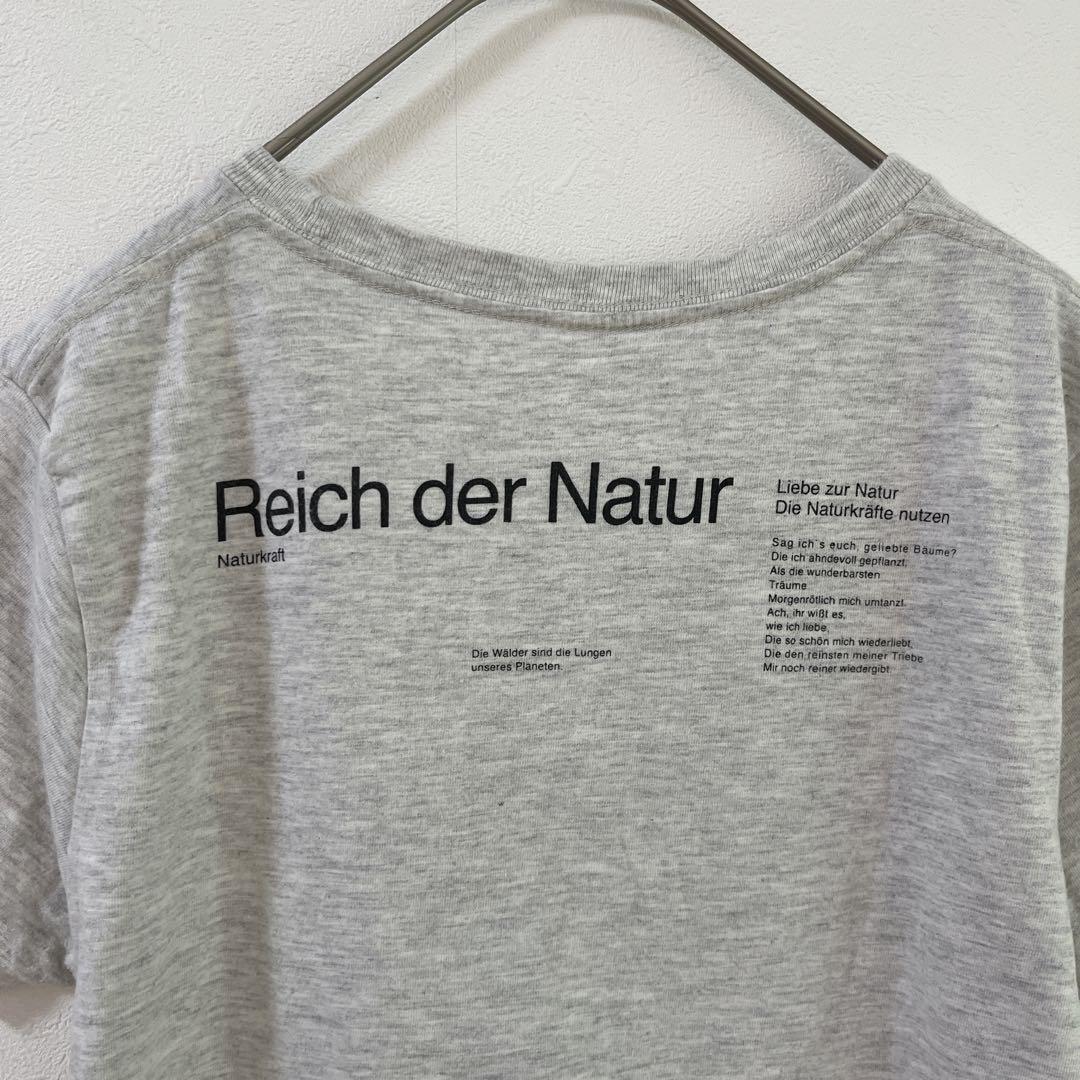 Reich der Natur
Naturkraft
Die Wälder sind die Lungen
unseres Planeten.
Liebe zur Natur
Die Naturkräfte nutzen
Sag ich`s euch, geliebte Bäume?
Die ich ahndevoll gepflanzt,
Als die wunderbarsten
Träume
Morgenrötlich mich umtanzt.
Ach, ihr wißt es,
wie ich liebe,
Die so schön mich wiederliebt,
Die den reinsten meiner Triebe
Mir noch reiner wiedergibt.